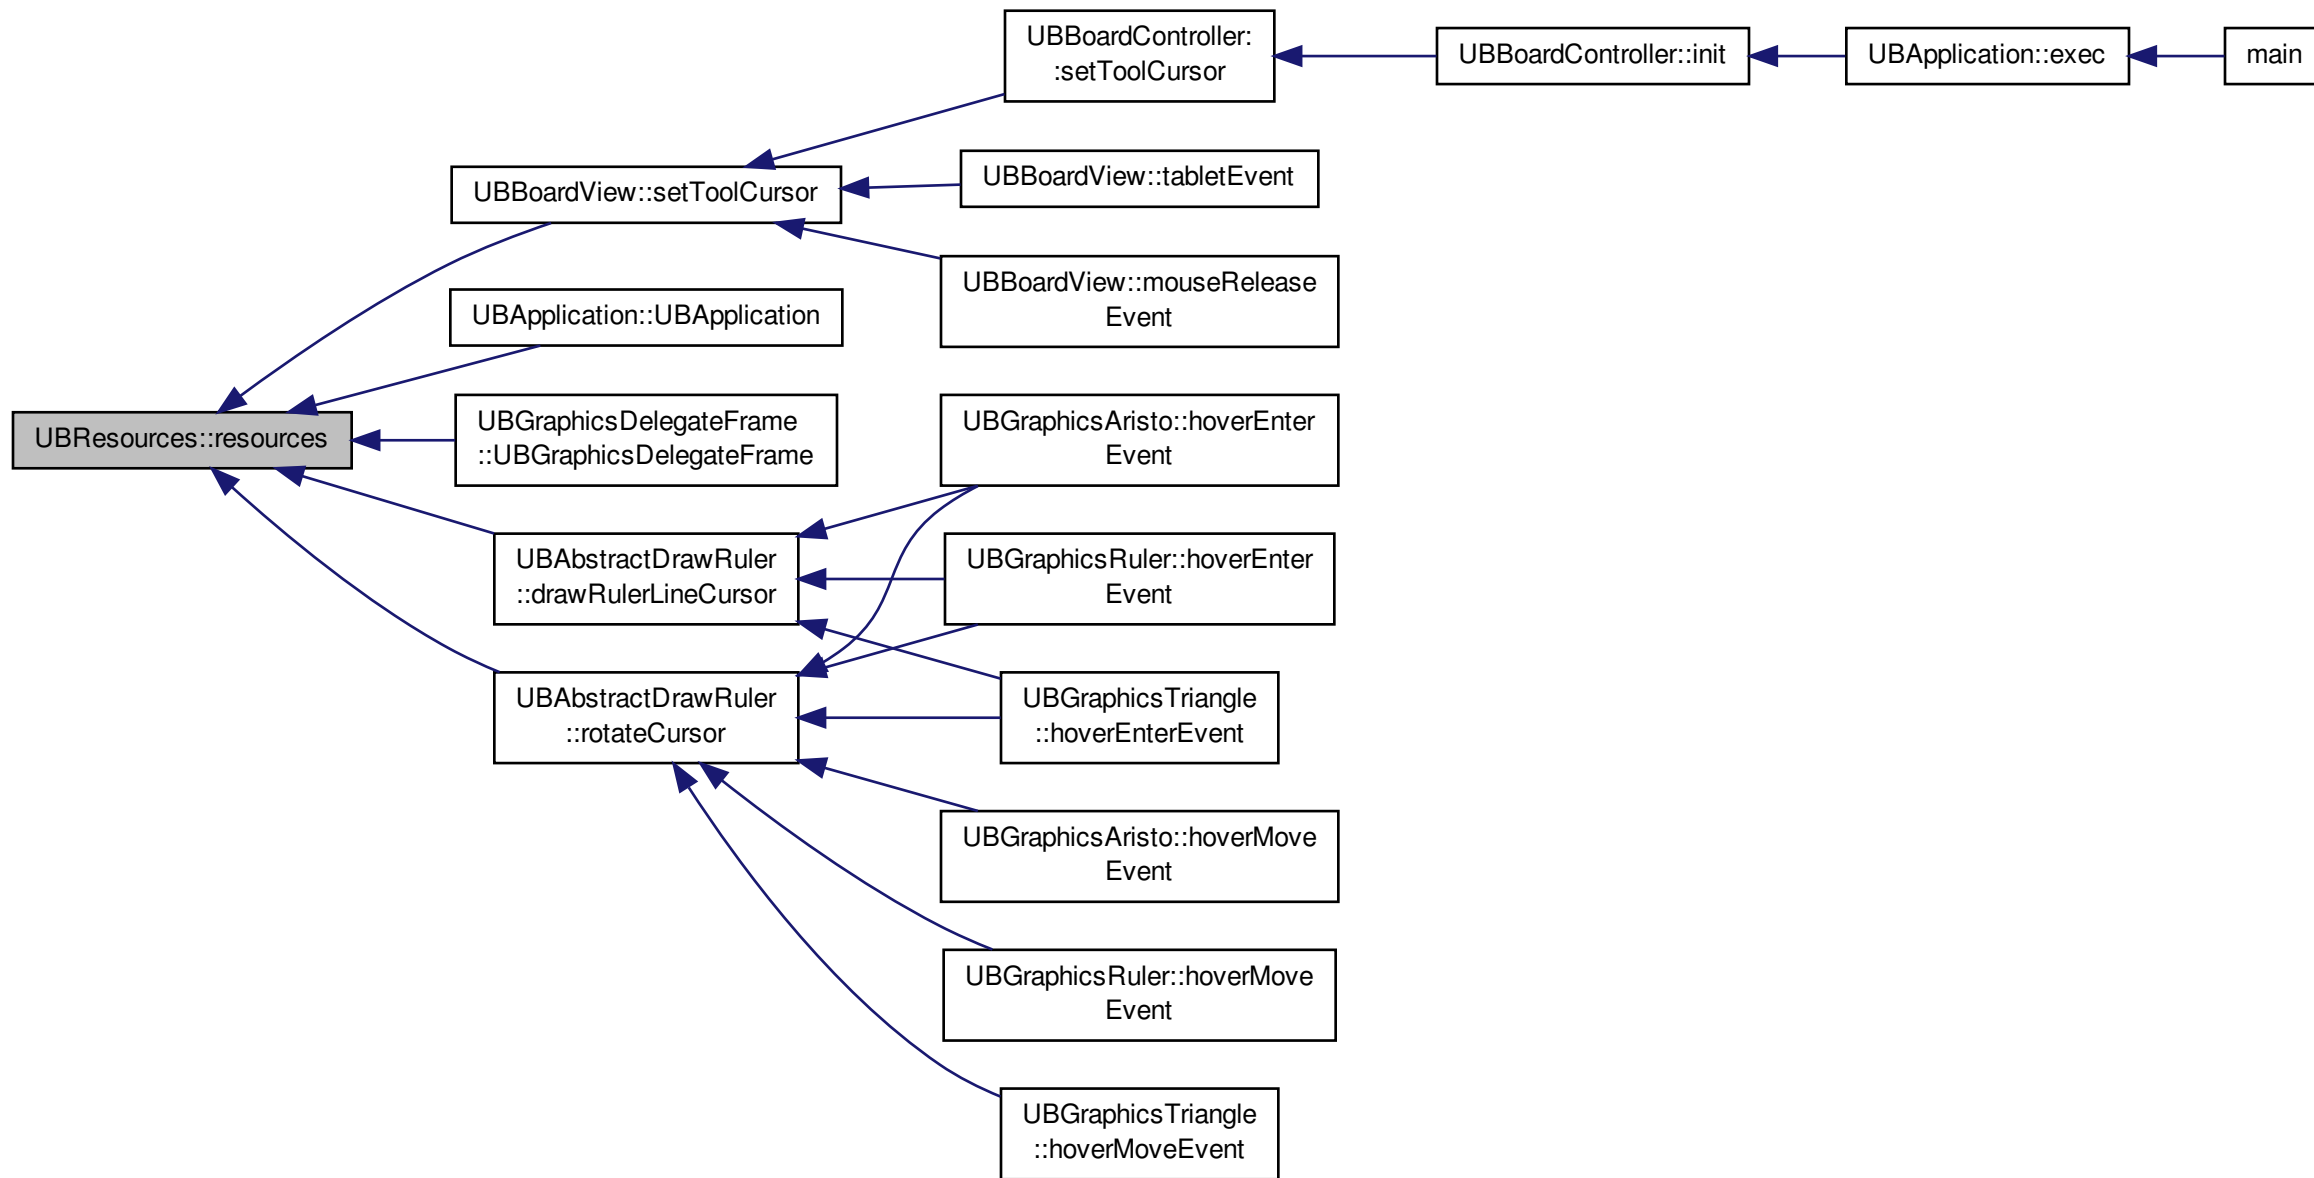 UBBoardController:
:setToolCursor
UBBoardController::init
UBApplication::exec
main
UBBoardView::setToolCursor
UBBoardView::tabletEvent
UBBoardView::mouseRelease
Event
UBApplication::UBApplication
UBResources::resources
UBGraphicsDelegateFrame
::UBGraphicsDelegateFrame
UBGraphicsAristo::hoverEnter
Event
UBAbstractDrawRuler
::drawRulerLineCursor
UBGraphicsRuler::hoverEnter
Event
UBAbstractDrawRuler
::rotateCursor
UBGraphicsTriangle
::hoverEnterEvent
UBGraphicsAristo::hoverMove
Event
UBGraphicsRuler::hoverMove
Event
UBGraphicsTriangle
::hoverMoveEvent